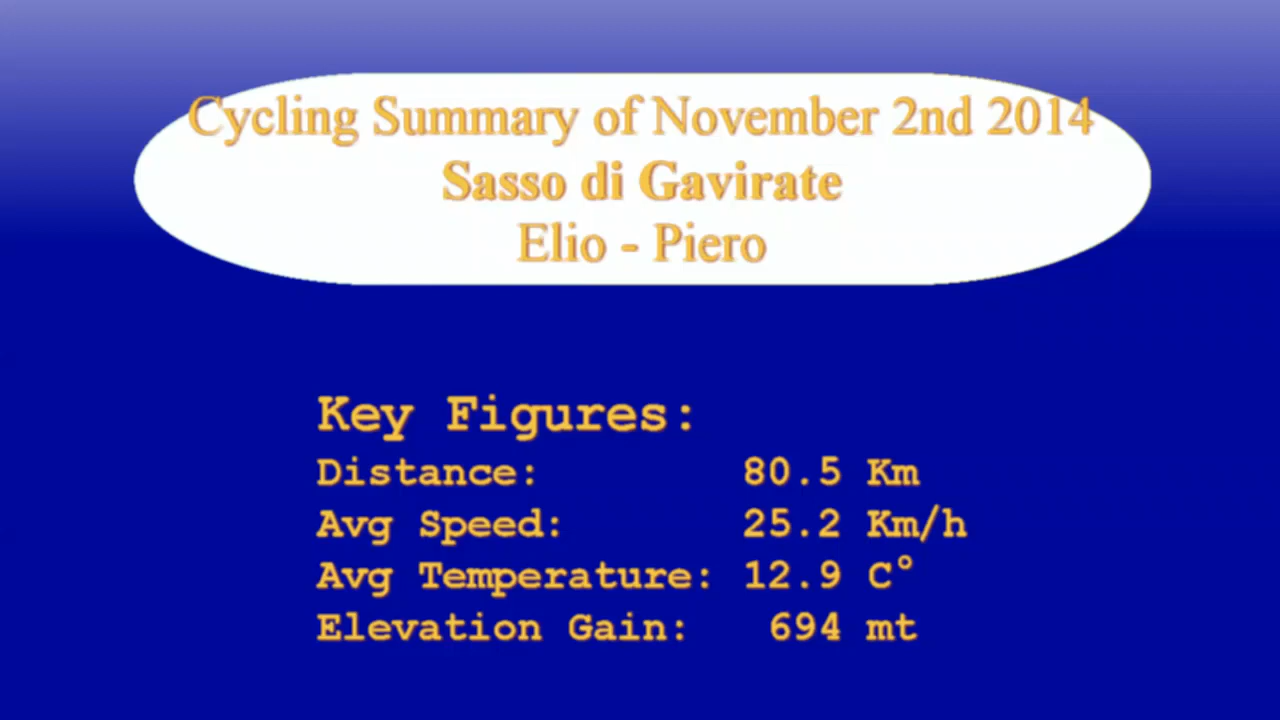 Cycling Summary of November 2nd 2014
Sasso di Gavirate
Elio - Piero
Key Figures:
Distance: 80.5 Km
Avg Speed: 25.2 Km/h
Avg Temperature: 12.9 C°
Elevation Gain: 694 mt